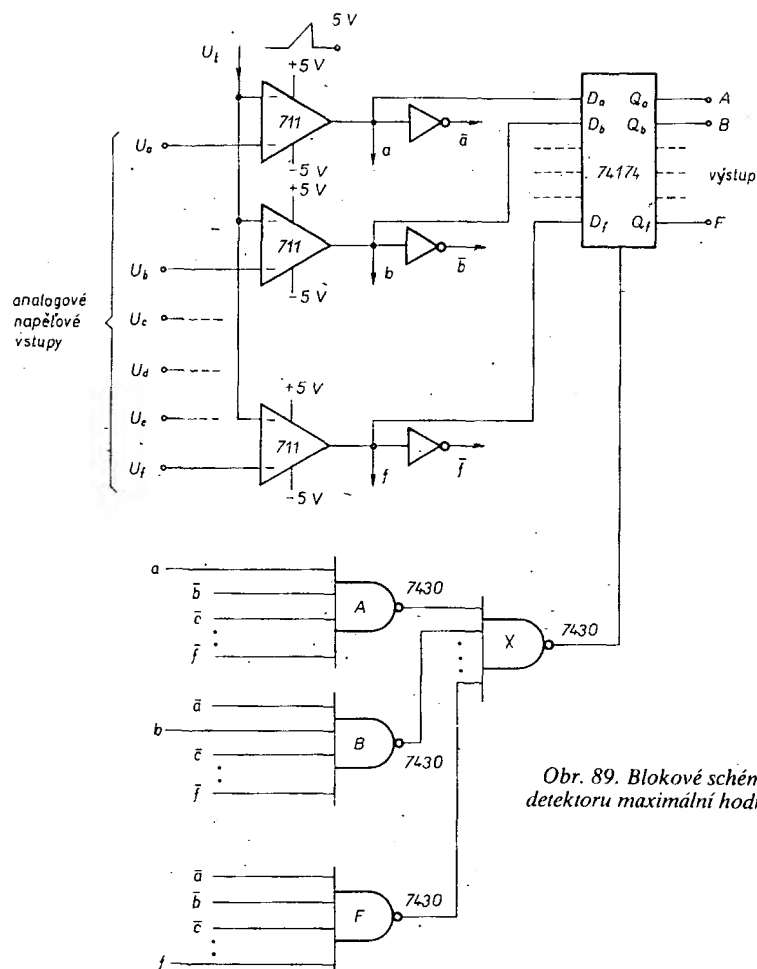 5 V
U_t
+5 V
− 711 −
−5 V
U_a
a
ā
+5 V
− 711 −
−5 V
U_b
b
b̄
analogové
napěťové
vstupy
U_c
U_d
U_e
+5 V
− 711 −
−5 V
U_f
f
f̄
D_a Q_a A
D_b Q_b B
74174
výstup
D_f Q_f F
a
b̄
c̄
f̄
A
7430
ā
b
c̄
f̄
B
7430
X
7430
ā
b̄
c̄
f
F
7430
Obr. 89. Blokové schém
detektoru maximální hod